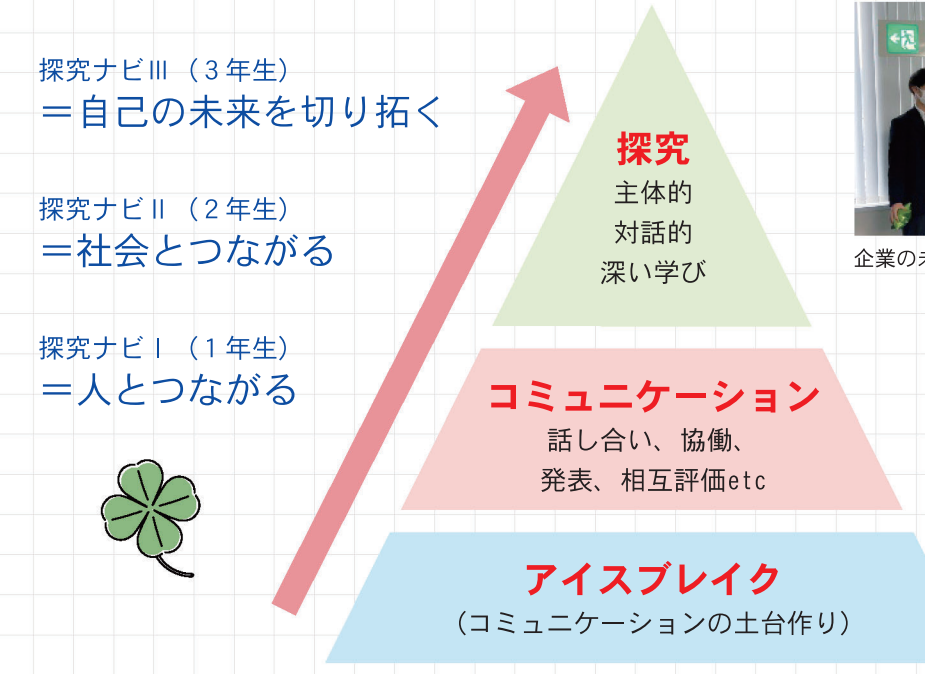 探究ナビⅢ（３年生）
＝自己の未来を切り拓く
探究ナビⅡ（２年生）
＝社会とつながる
探究ナビⅠ（１年生）
＝人とつながる
探究
主体的
対話的
深い学び
コミュニケーション
話し合い、協働、
発表、相互評価etc
アイスブレイク
（コミュニケーションの土台作り）
企業の